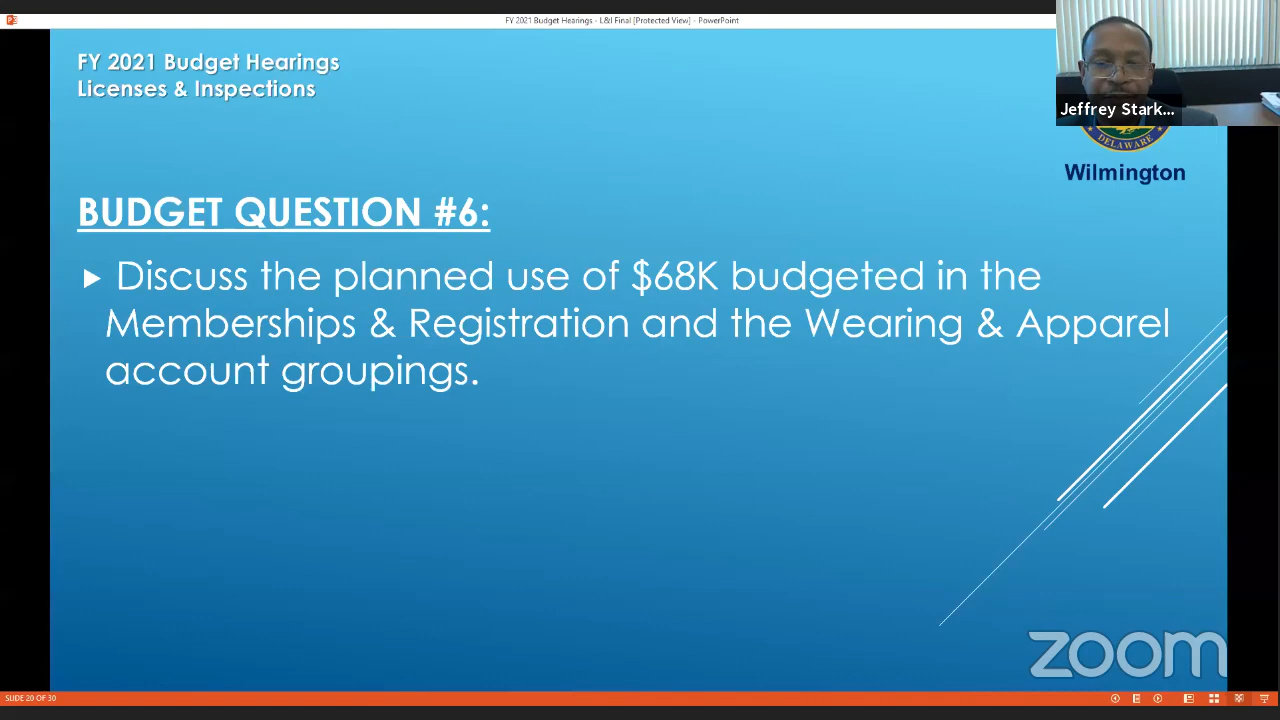 FY 2021 Budget Hearings - L&I Final [Protected View] - PowerPoint
FY 2021 Budget Hearings
Licenses & Inspections
Jeffrey Stark...
DELAWARE
Wilmington
BUDGET QUESTION #6:
Discuss the planned use of $68K budgeted in the
Memberships & Registration and the Wearing & Apparel
account groupings.
zoom
SLIDE 20 OF 30